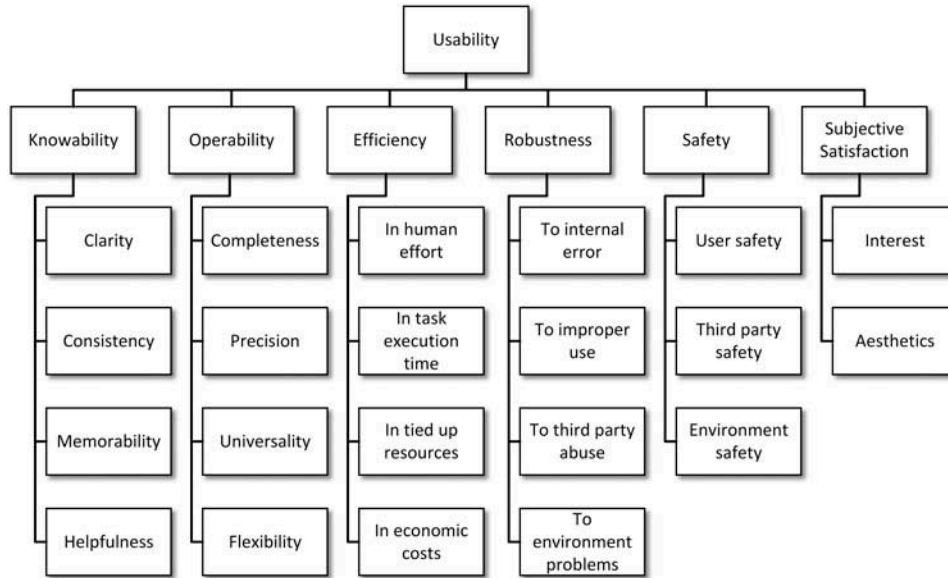 Usability
Knowability
Operability
Efficiency
Robustness
Safety
Subjective
Satisfaction
Clarity
Completeness
In human
effort
To internal
error
User safety
Interest
Consistency
Precision
In task
execution
time
To improper
use
Third party
safety
Aesthetics
Memorability
Universality
In tied up
resources
To third party
abuse
Environment
safety
Helpfulness
Flexibility
In economic
costs
To
environment
problems